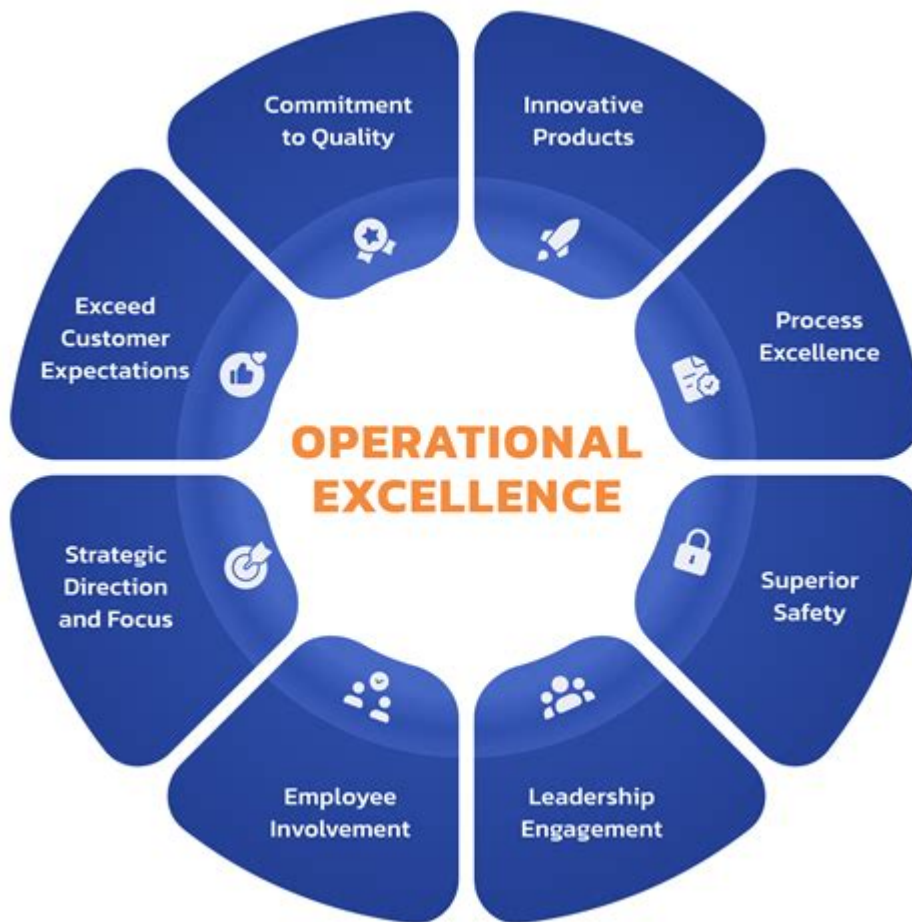 Commitment
to Quality
Innovative
Products
Exceed
Customer
Expectations
Process
Excellence
OPERATIONAL
EXCELLENCE
Strategic
Direction
and Focus
Superior
Safety
Employee
Involvement
Leadership
Engagement